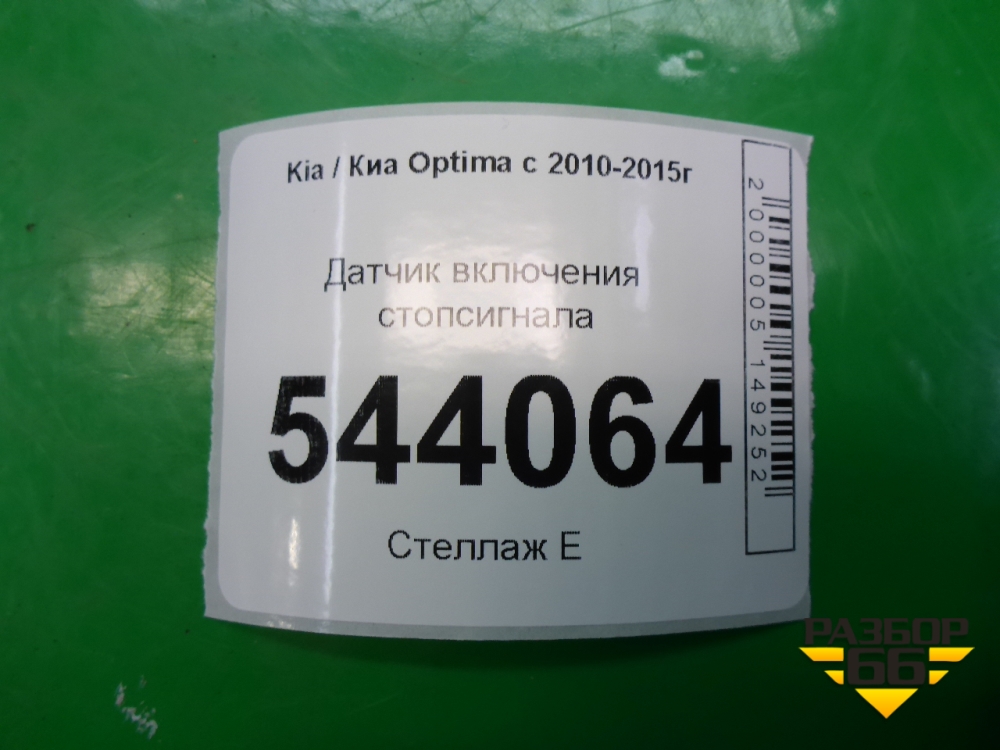 Kia / Киа Optima с 2010-2015г
Датчик включения
стопсигнала
544064
Стеллаж Е
2000005149252
РАЗБОР
66